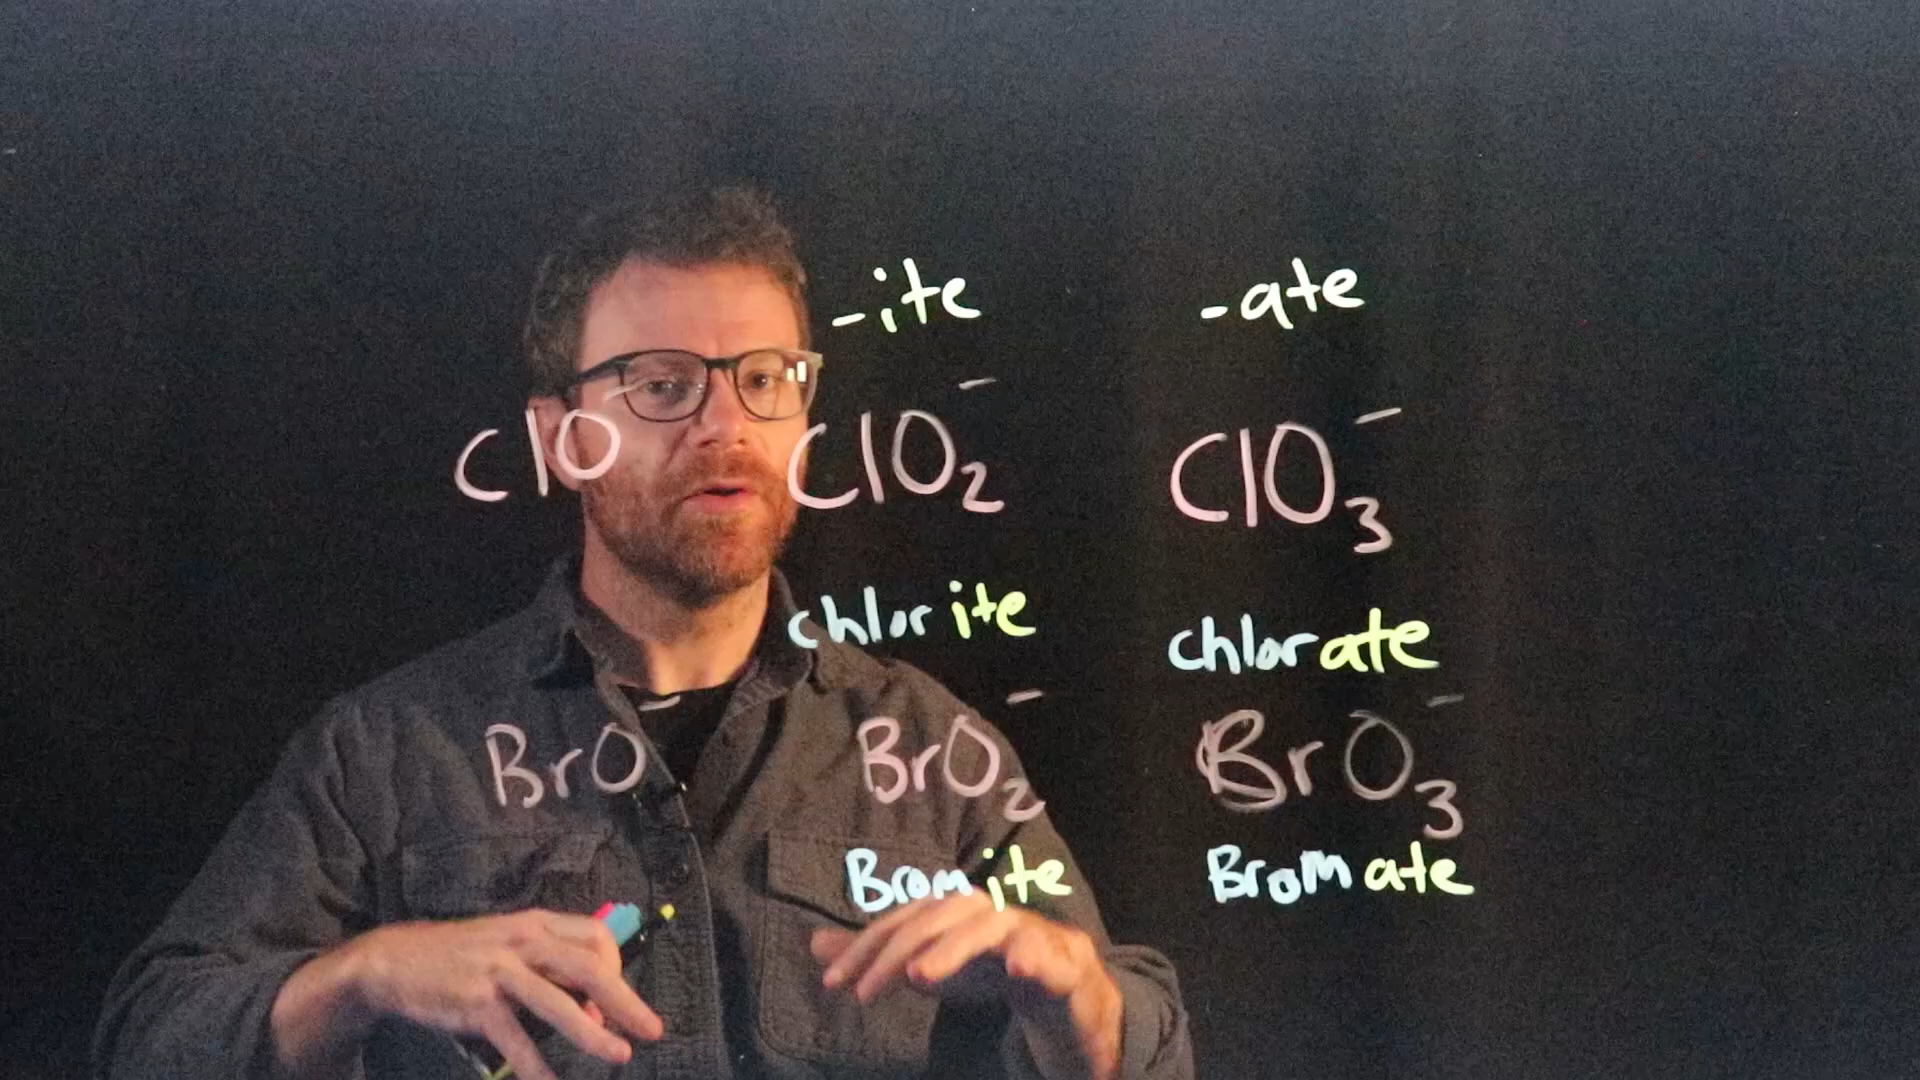 -ite -ate
ClO⁻ ClO₂⁻ ClO₃⁻
chlorite chlorate
BrO⁻ BrO₂⁻ BrO₃⁻
Bromite Bromate